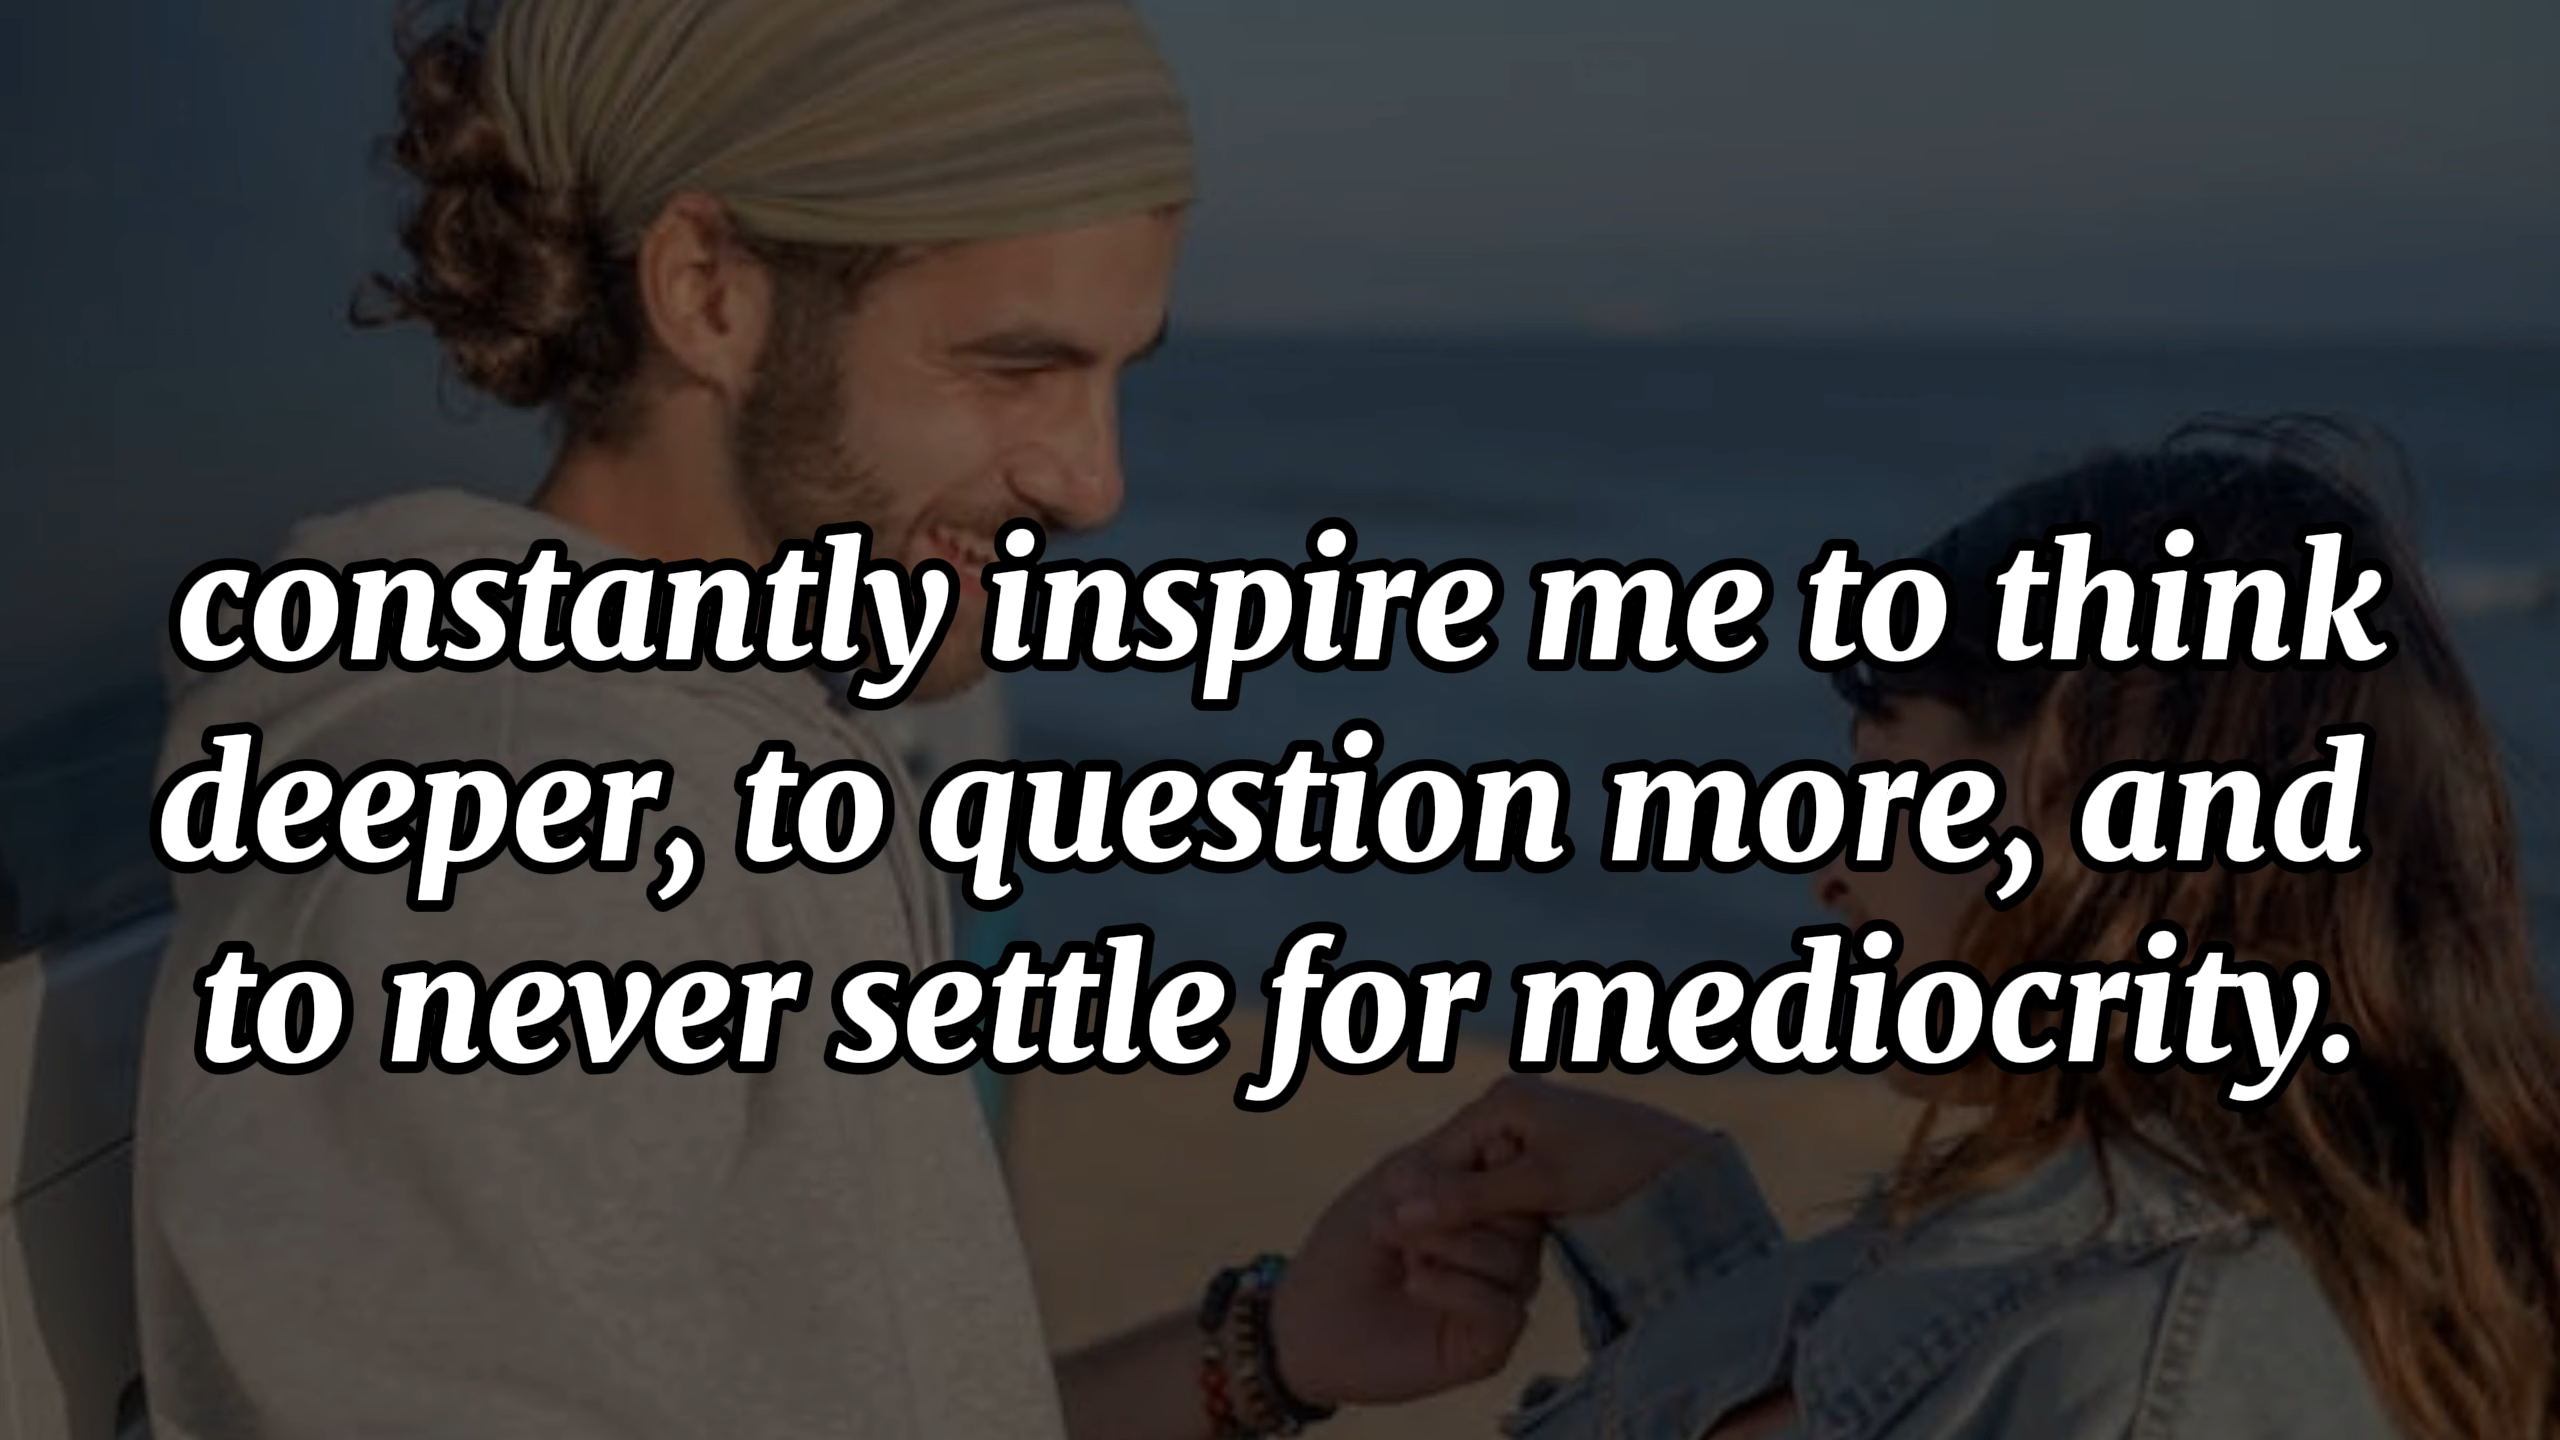 constantly inspire me to think
deeper, to question more, and
to never settle for mediocrity.